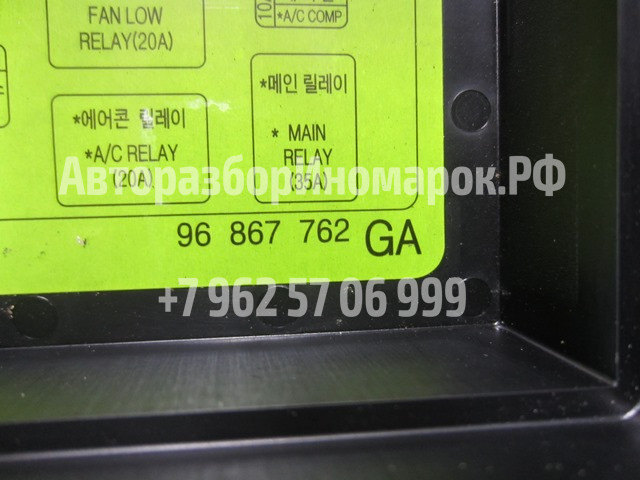 FAN LOW
RELAY(20A)
*A/C COMP
*메인 릴레이
* MAIN
RELAY
(35A)
*에어콘 릴레이
*A/C RELAY
(20A)
АвторазборИномарок.РФ
96 867 762 GA
+7 962 57 06 999